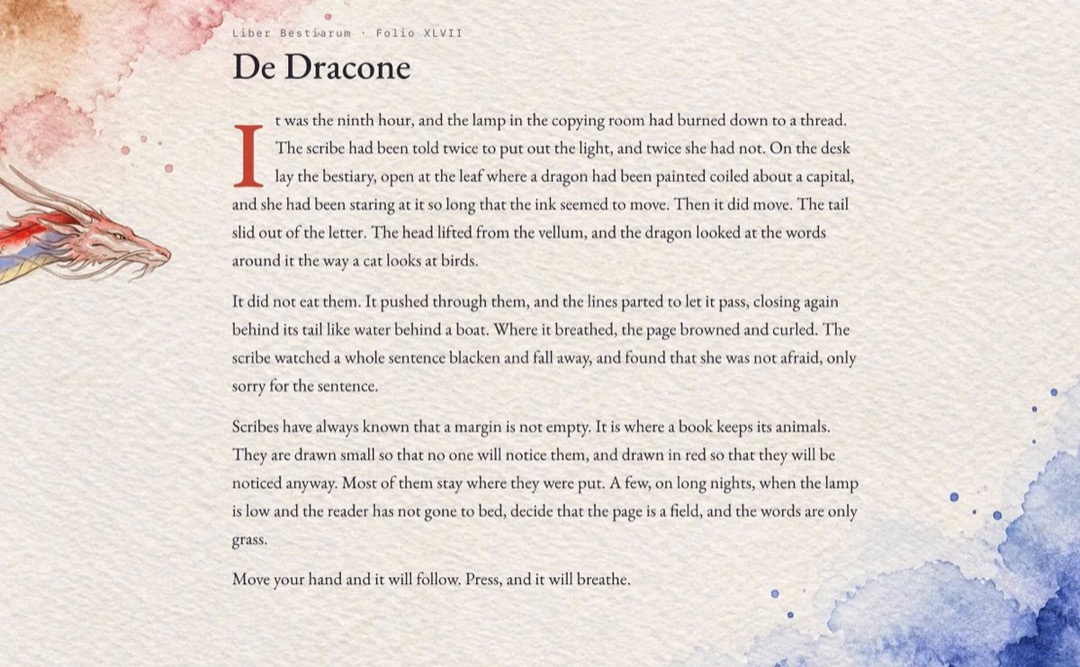 Liber Bestiarum · Folio XLVII
De Dracone
It was the ninth hour, and the lamp in the copying room had burned down to a thread.
The scribe had been told twice to put out the light, and twice she had not. On the desk
lay the bestiary, open at the leaf where a dragon had been painted coiled about a capital,
and she had been staring at it so long that the ink seemed to move. Then it did move. The tail
slid out of the letter. The head lifted from the vellum, and the dragon looked at the words
around it the way a cat looks at birds.
It did not eat them. It pushed through them, and the lines parted to let it pass, closing again
behind its tail like water behind a boat. Where it breathed, the page browned and curled. The
scribe watched a whole sentence blacken and fall away, and found that she was not afraid, only
sorry for the sentence.
Scribes have always known that a margin is not empty. It is where a book keeps its animals.
They are drawn small so that no one will notice them, and drawn in red so that they will be
noticed anyway. Most of them stay where they were put. A few, on long nights, when the lamp
is low and the reader has not gone to bed, decide that the page is a field, and the words are only
grass.
Move your hand and it will follow. Press, and it will breathe.